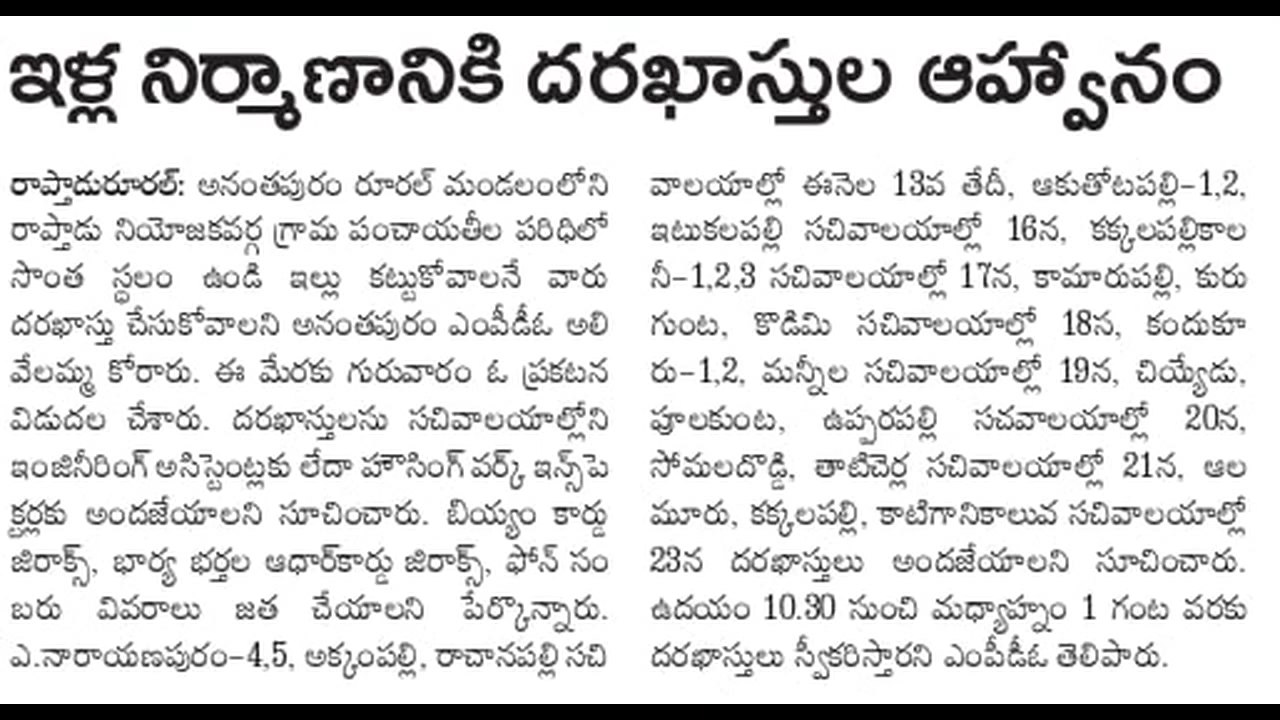 ఇళ్ల నిర్మాణానికి దరఖాస్తుల ఆహ్వానం
రాప్తాడురూరల్: అనంతపురం రూరల్ మండలంలోని
రాప్తాడు నియోజకవర్గ గ్రామ పంచాయతీల పరిధిలో
సొంత స్థలం ఉండి ఇల్లు కట్టుకోవాలనే వారు
దరఖాస్తు చేసుకోవాలని అనంతపురం ఎంపీడీఓ అలి
వేలమ్మ కోరారు. ఈ మేరకు గురువారం ఓ ప్రకటన
విడుదల చేశారు. దరఖాస్తులను సచివాలయాల్లోని
ఇంజినీరింగ్ అసిస్టెంట్లకు లేదా హౌసింగ్ వర్క్ ఇన్స్‌పె
క్టర్లకు అందజేయాలని సూచించారు. బియ్యం కార్డు
జిరాక్స్, భార్య భర్తల ఆధార్‌కార్డు జిరాక్స్, ఫోన్ నం
బరు వివరాలు జత చేయాలని పేర్కొన్నారు.
ఎ.నారాయణపురం–4,5, అక్కంపల్లి, రాచానపల్లి సచి
వాలయాల్లో ఈనెల 13వ తేదీ, ఆకుతోటపల్లి–1,2,
ఇటుకలపల్లి సచివాలయాల్లో 16న, కక్కలపల్లికాల
నీ–1,2,3 సచివాలయాల్లో 17న, కామారుపల్లి, కురు
గుంట, కొడిమి సచివాలయాల్లో 18న, కందుకూ
రు–1,2, మన్నీల సచివాలయాల్లో 19న, చియ్యేడు,
పూలకుంట, ఉప్పరపల్లి సచవాలయాల్లో 20న,
సోములదొడ్డి, తాటిచెర్ల సచివాలయాల్లో 21న, ఆల
మూరు, కక్కలపల్లి, కాటిగానికాలువ సచివాలయాల్లో
23న దరఖాస్తులు అందజేయాలని సూచించారు.
ఉదయం 10.30 నుంచి మధ్యాహ్నం 1 గంట వరకు
దరఖాస్తులు స్వీకరిస్తారని ఎంపీడీఓ తెలిపారు.